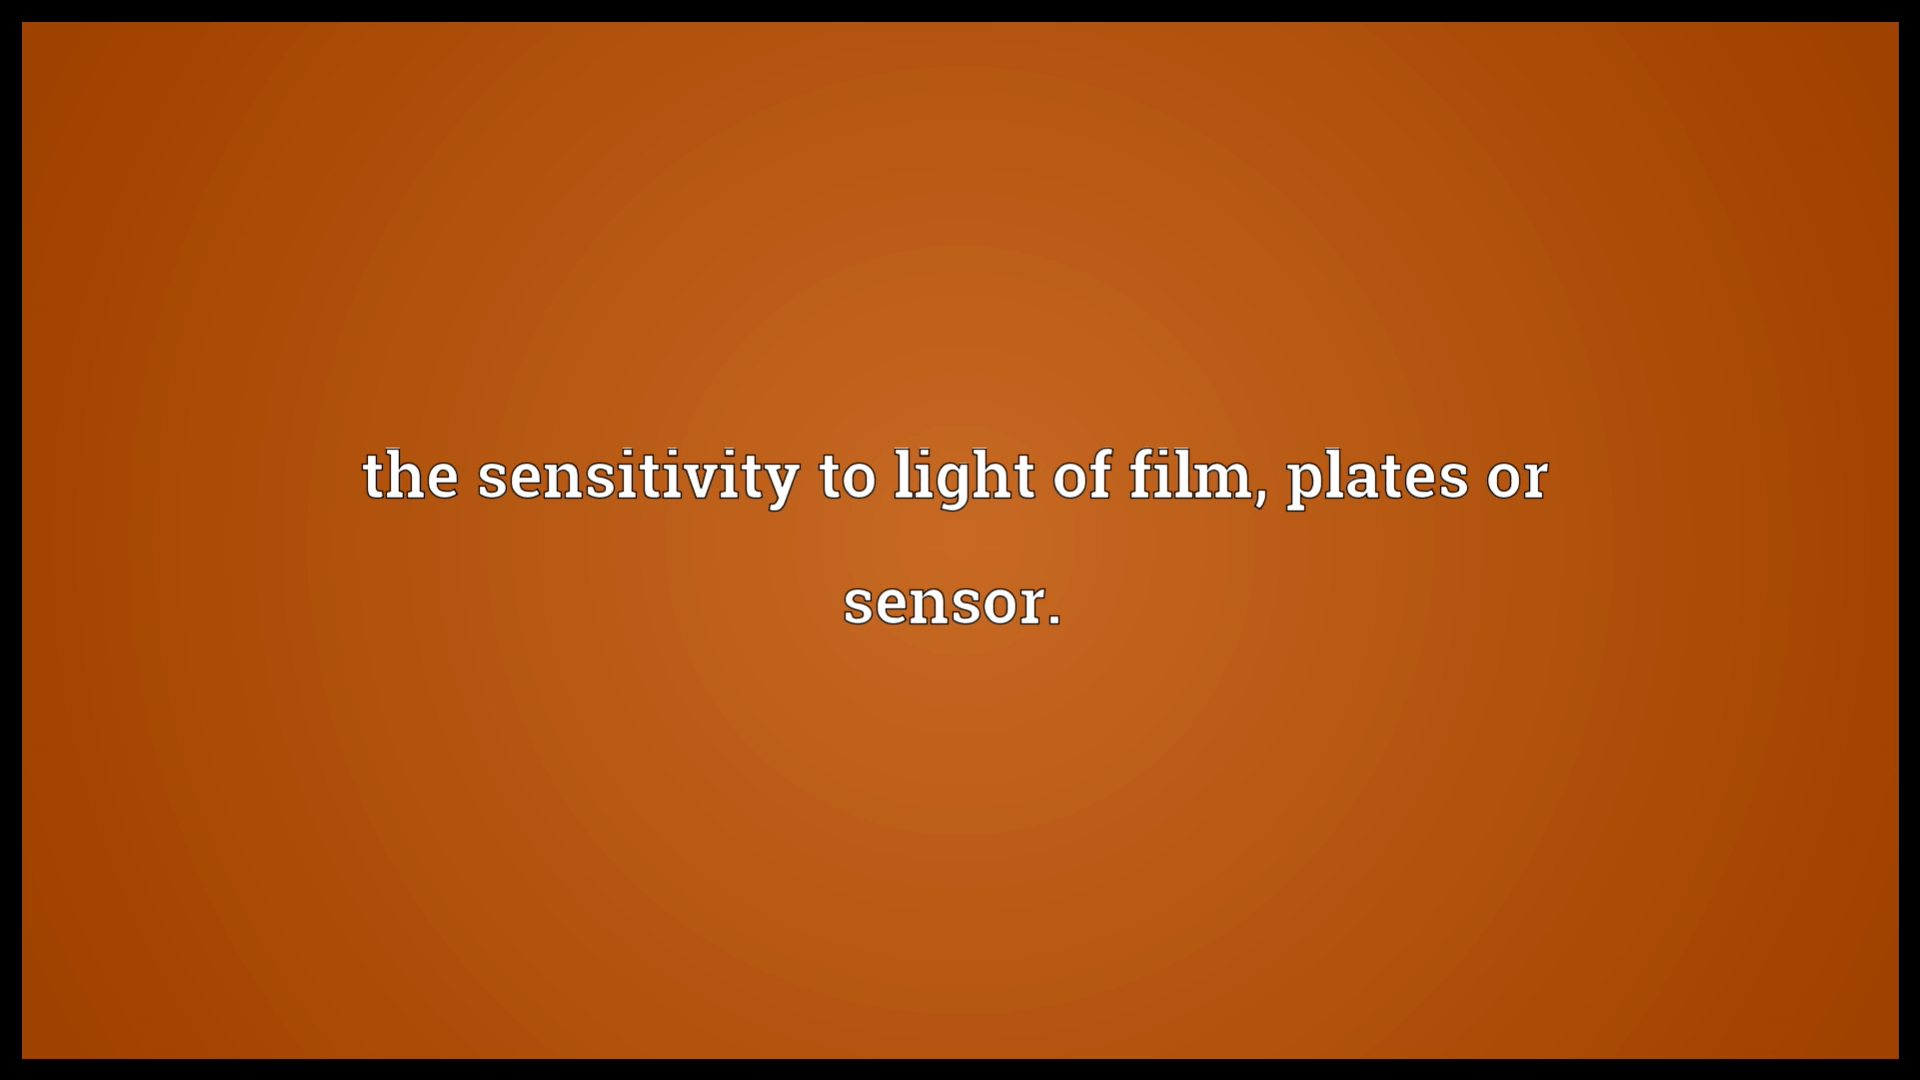 the sensitivity to light of film, plates or
sensor.